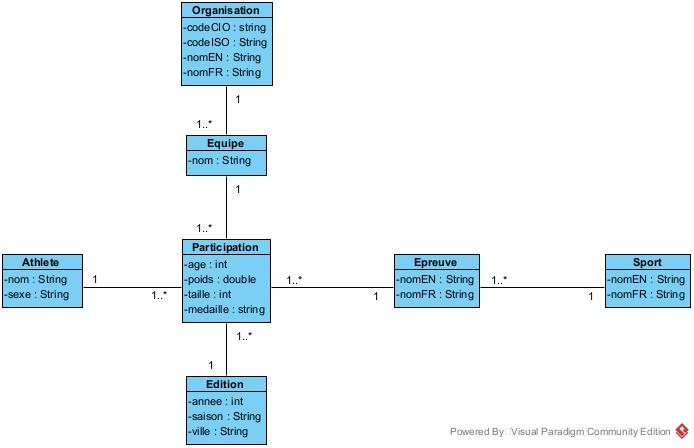 Organisation
-codeCIO : string
-codeISO : String
-nomEN : String
-nomFR : String
1
1..*
Equipe
-nom : String
1
1..*
Athlete
-nom : String
-sexe : String
1
1..*
Participation
-age : int
-poids : double
-taille : int
-medaille : string
1..*
1
Epreuve
-nomEN : String
-nomFR : String
1..*
1
Sport
-nomEN : String
-nomFR : String
1..*
1
Edition
-annee : int
-saison : String
-ville : String
Powered By Visual Paradigm Community Edition